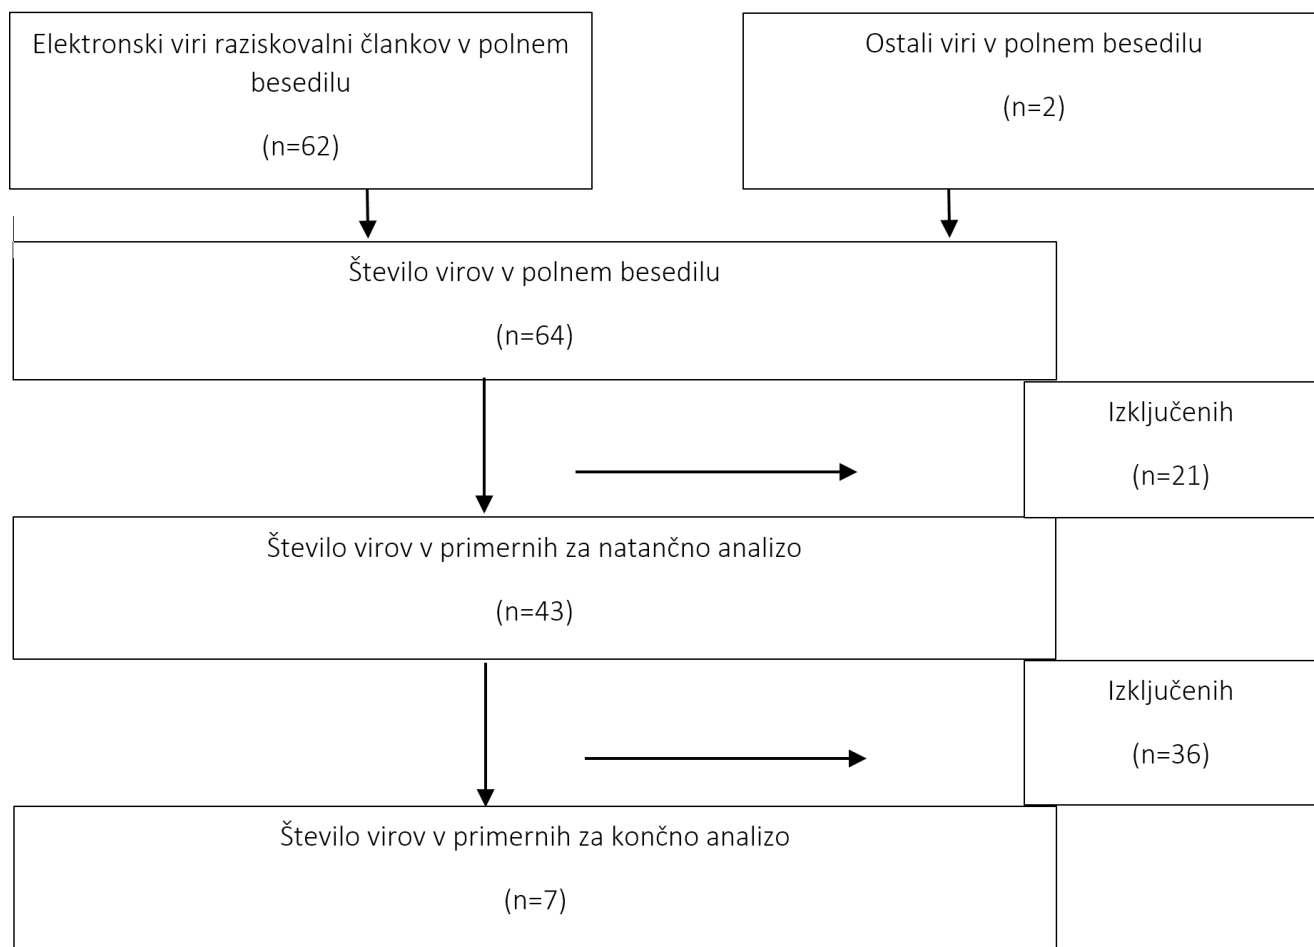 Elektronski viri raziskovalni člankov v polnem
besedilu
(n=62)
Ostali viri v polnem besedilu
(n=2)
Število virov v polnem besedilu
(n=64)
Izključenih
(n=21)
Število virov v primernih za natančno analizo
(n=43)
Izključenih
(n=36)
Število virov v primernih za končno analizo
(n=7)